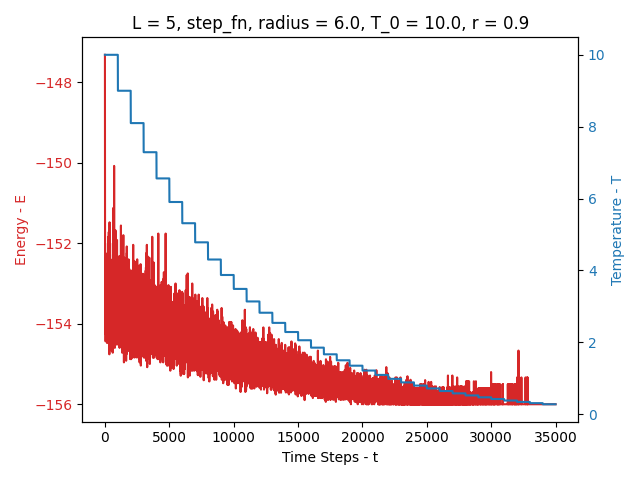 L = 5, step_fn, radius = 6.0, T_0 = 10.0, r = 0.9
−148
−150
−152
−154
−156
Energy - E
10
8
6
4
2
0
Temperature - T
0 5000 10000 15000 20000 25000 30000 35000
Time Steps - t